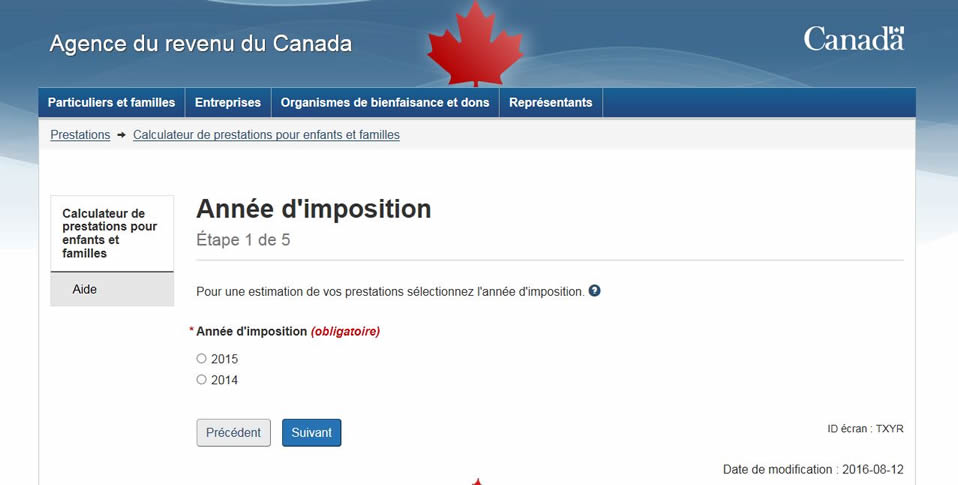 Agence du revenu du Canada
Canada
Particuliers et familles Entreprises Organismes de bienfaisance et dons Représentants
Prestations → Calculateur de prestations pour enfants et familles
Calculateur de
prestations pour
enfants et
familles
Aide
Année d'imposition
Étape 1 de 5
Pour une estimation de vos prestations sélectionnez l'année d'imposition. ?
* Année d'imposition (obligatoire)
2015
2014
Précédent Suivant
ID écran : TXYR
Date de modification : 2016-08-12